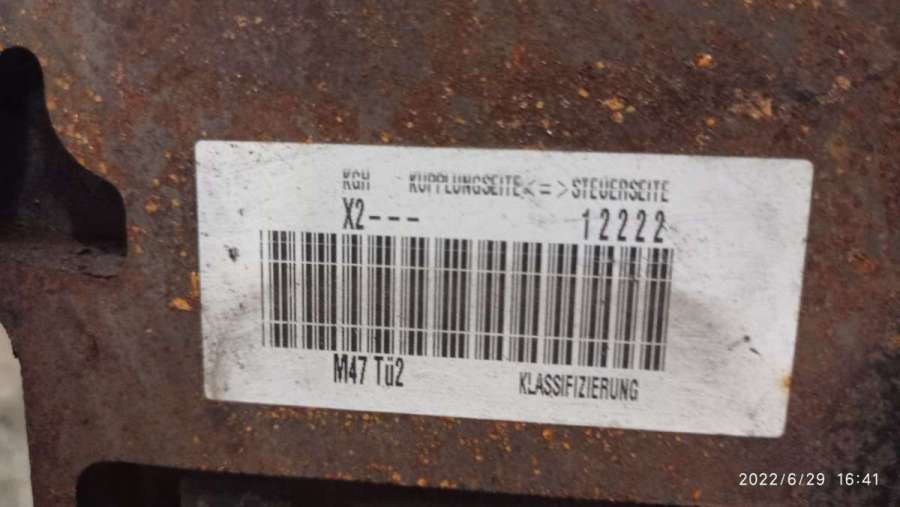 KGH KUPPLUNGSEITE<=>STEUERSEITE
X2--- 12222
M47 Tü2 KLASSIFIZIERUNG
2022/6/29 16:41